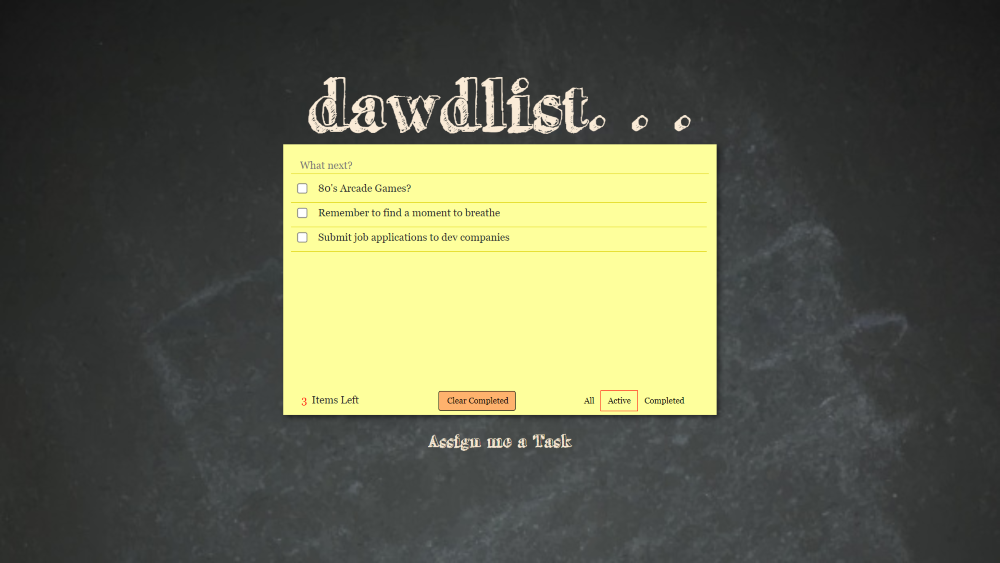 dawdlist. . .
What next?
80's Arcade Games?
Remember to find a moment to breathe
Submit job applications to dev companies
3 Items Left Clear Completed All Active Completed
Assign me a Task